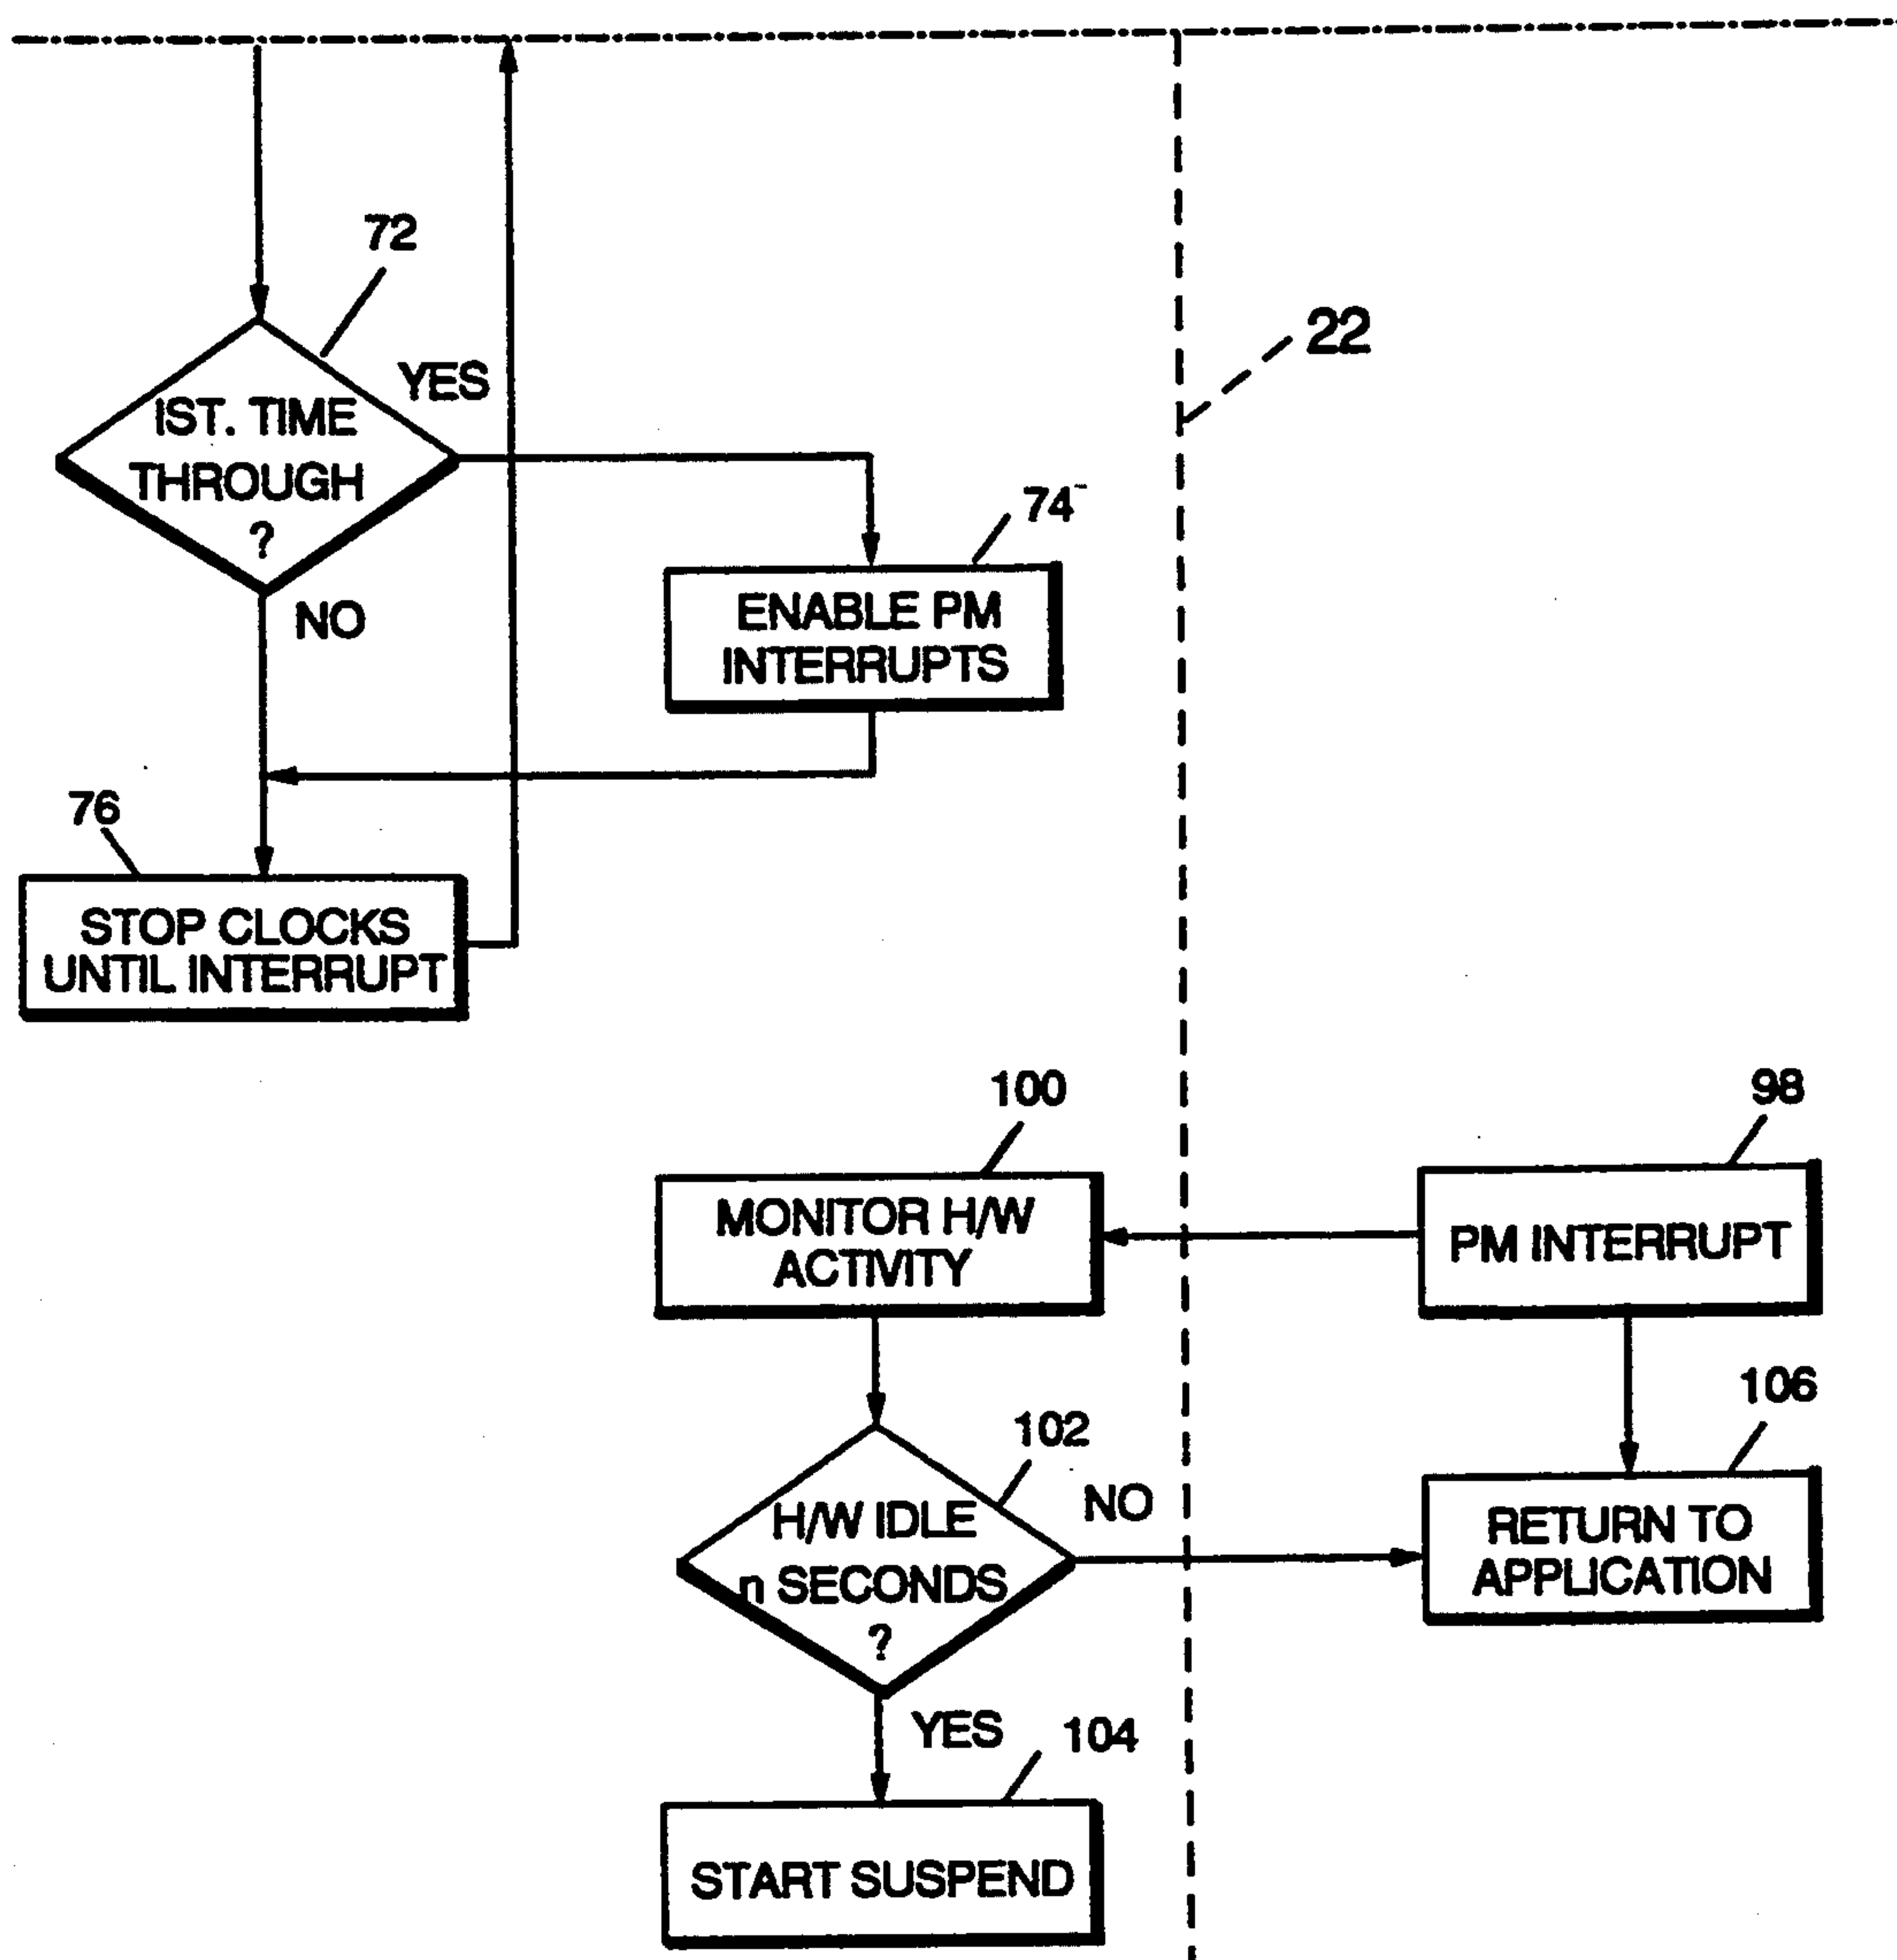 72
YES
IST. TIME
THROUGH
?
NO
22
74
ENABLE PM
INTERRUPTS
76
STOP CLOCKS
UNTIL INTERRUPT
100
MONITOR H/W
ACTIVITY
98
PM INTERRUPT
102
H/W IDLE
n SECONDS
?
NO
106
RETURN TO
APPLICATION
YES
104
START SUSPEND